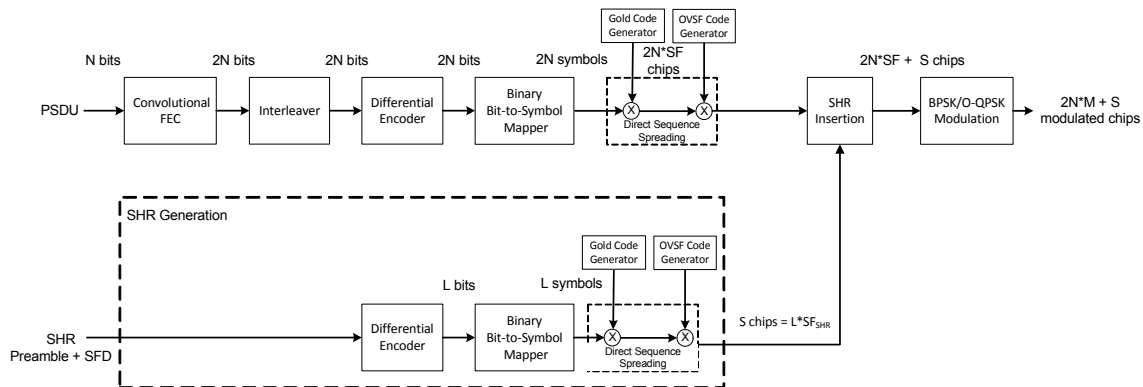 Gold Code
Generator
OVSF Code
Generator
N bits
2N bits
2N bits
2N bits
2N symbols
2N*SF
chips
2N*SF + S chips
PSDU
Convolutional
FEC
Interleaver
Differential
Encoder
Binary
Bit-to-Symbol
Mapper
X
X
Direct Sequence
Spreading
SHR
Insertion
BPSK/O-QPSK
Modulation
2N*M + S
modulated chips
SHR Generation
Gold Code
Generator
OVSF Code
Generator
L bits
L symbols
SHR
Preamble + SFD
Differential
Encoder
Binary
Bit-to-Symbol
Mapper
X
X
Direct Sequence
Spreading
S chips = L*SF_SHR